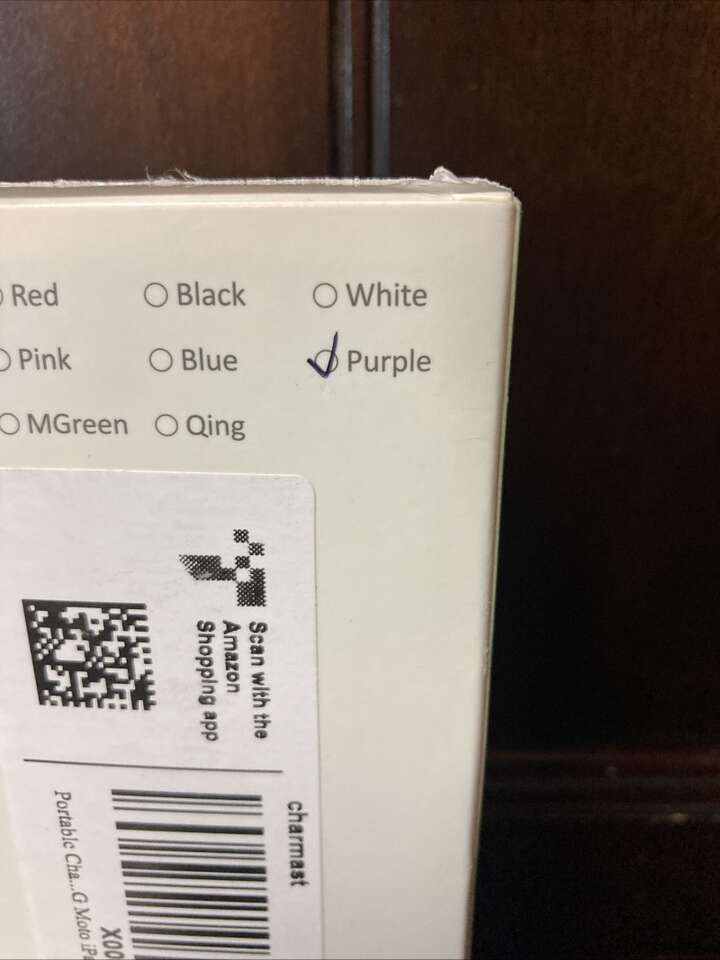 Red Black White
Pink Blue Purple
MGreen Qing
Scan with the
Amazon
Shopping app
charmast
Portable Cha...G Moto iP
X00